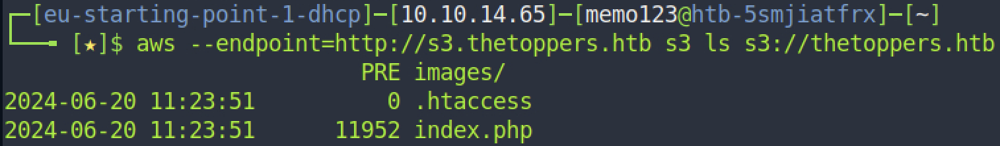 [eu-starting-point-1-dhcp]─[10.10.14.65]─[memo123@htb-5smjiatfrx]─[~]
[★]$ aws --endpoint=http://s3.thetoppers.htb s3 ls s3://thetoppers.htb
PRE images/
2024-06-20 11:23:51 0 .htaccess
2024-06-20 11:23:51 11952 index.php